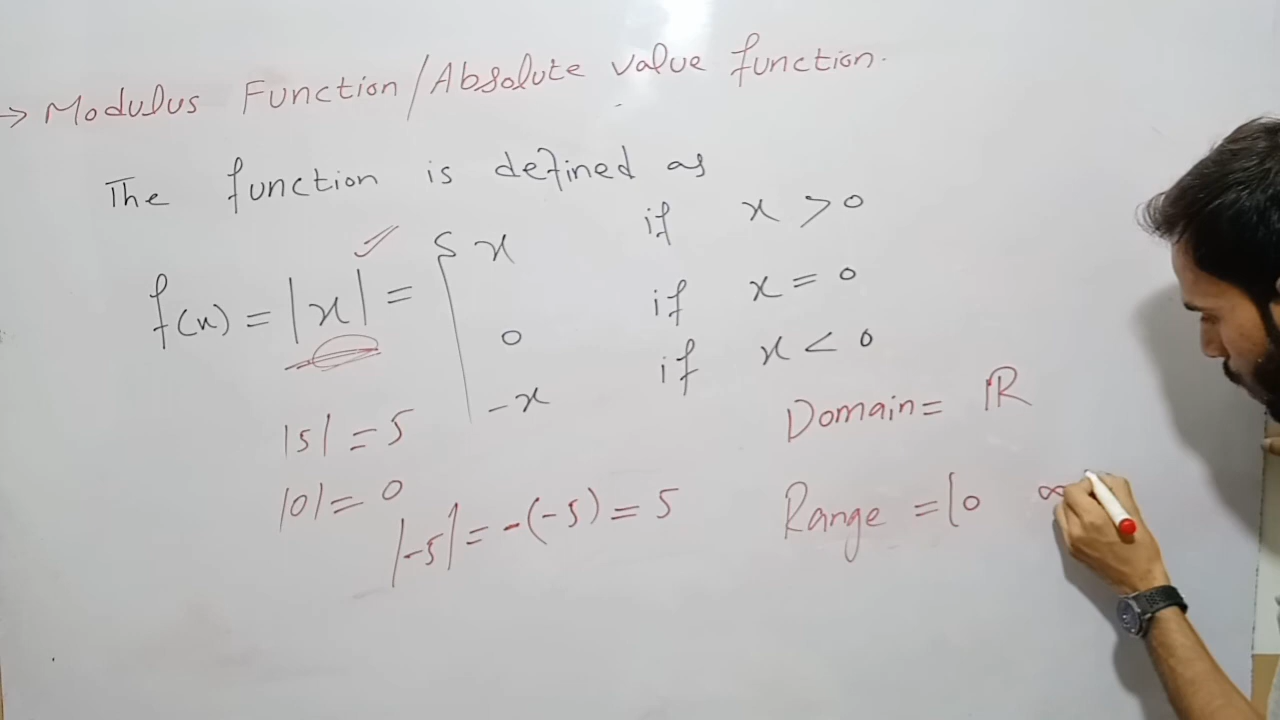 → Modulus Function/Absolute value function.
The function is defined as
f(x) = |x| = { x if x > 0
0 if x = 0
-x if x < 0
|5| = 5
|0| = 0
|-5| = -(-5) = 5
Domain = ℝ
Range = [0 ∞